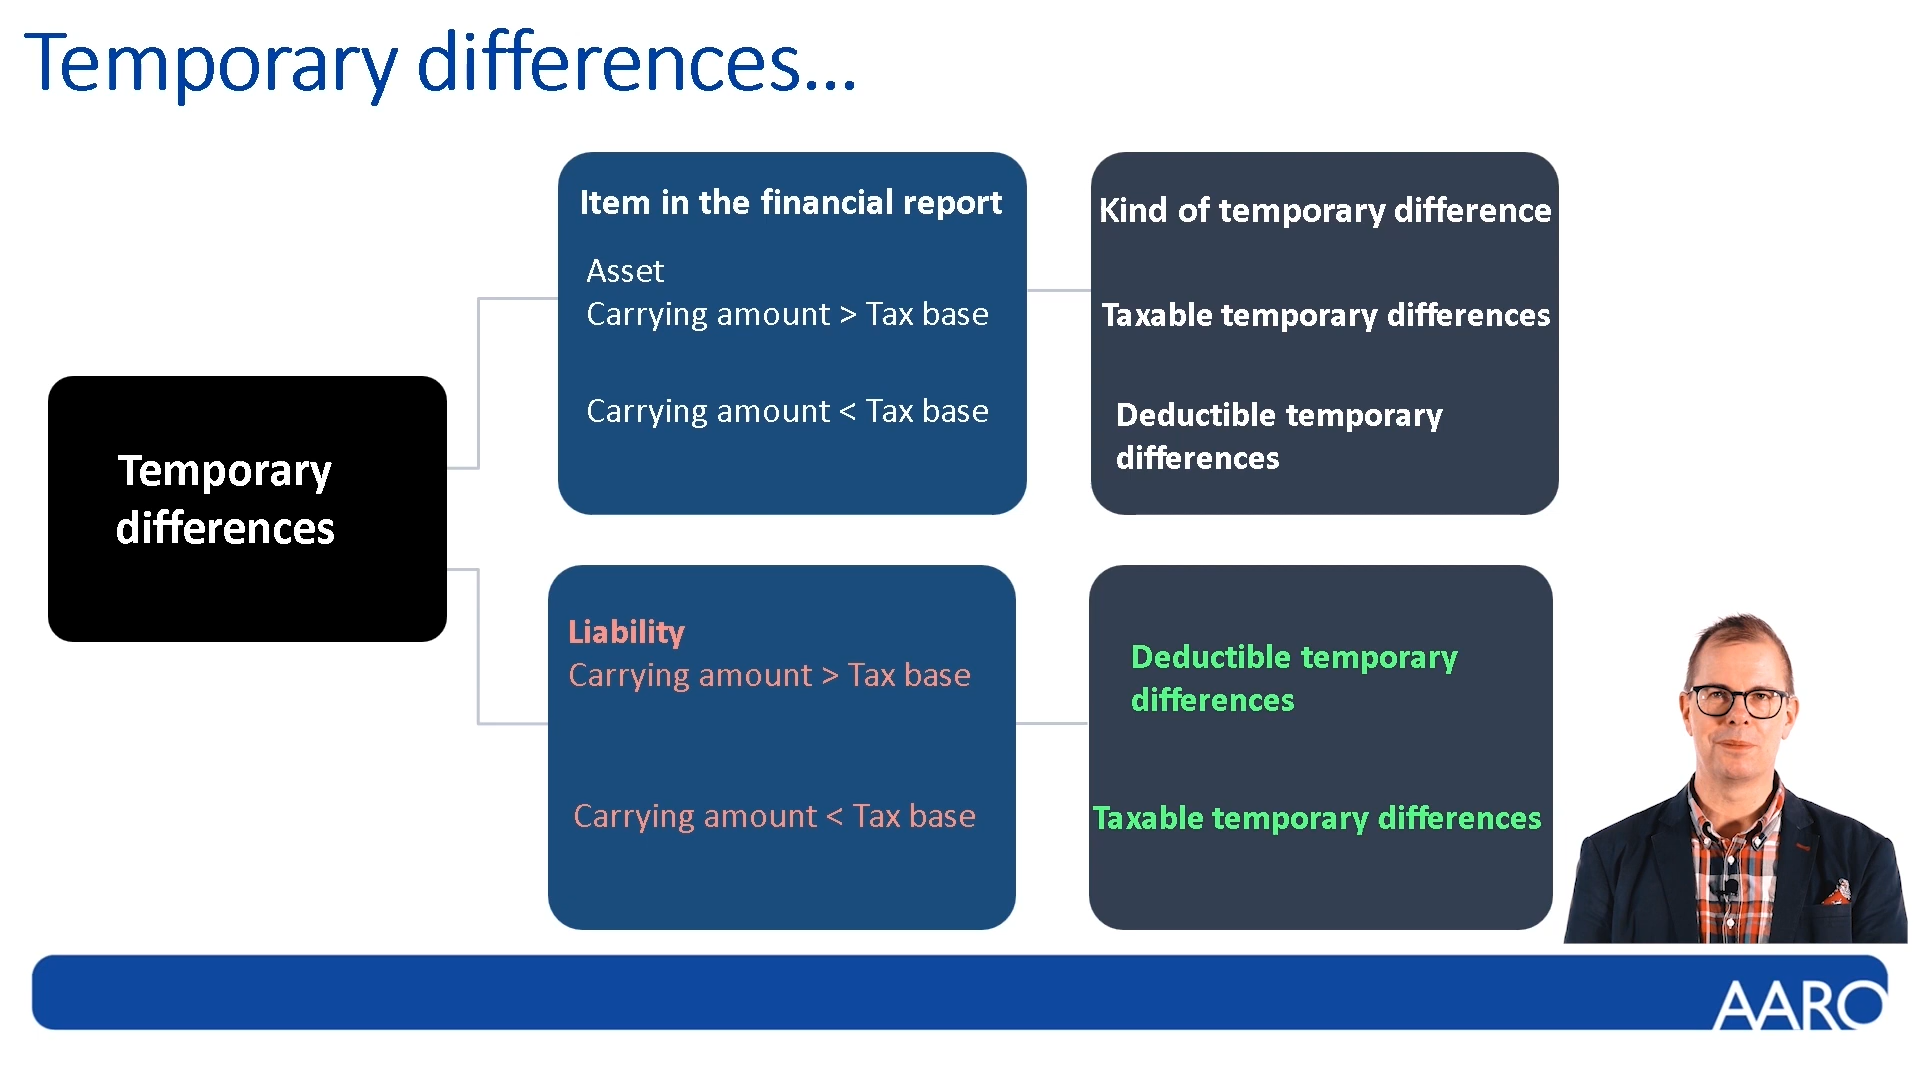 Temporary differences...
Item in the financial report
Asset
Carrying amount > Tax base
Carrying amount < Tax base
Kind of temporary difference
Taxable temporary differences
Deductible temporary
differences
Temporary
differences
Liability
Carrying amount > Tax base
Carrying amount < Tax base
Deductible temporary
differences
Taxable temporary differences
AARO